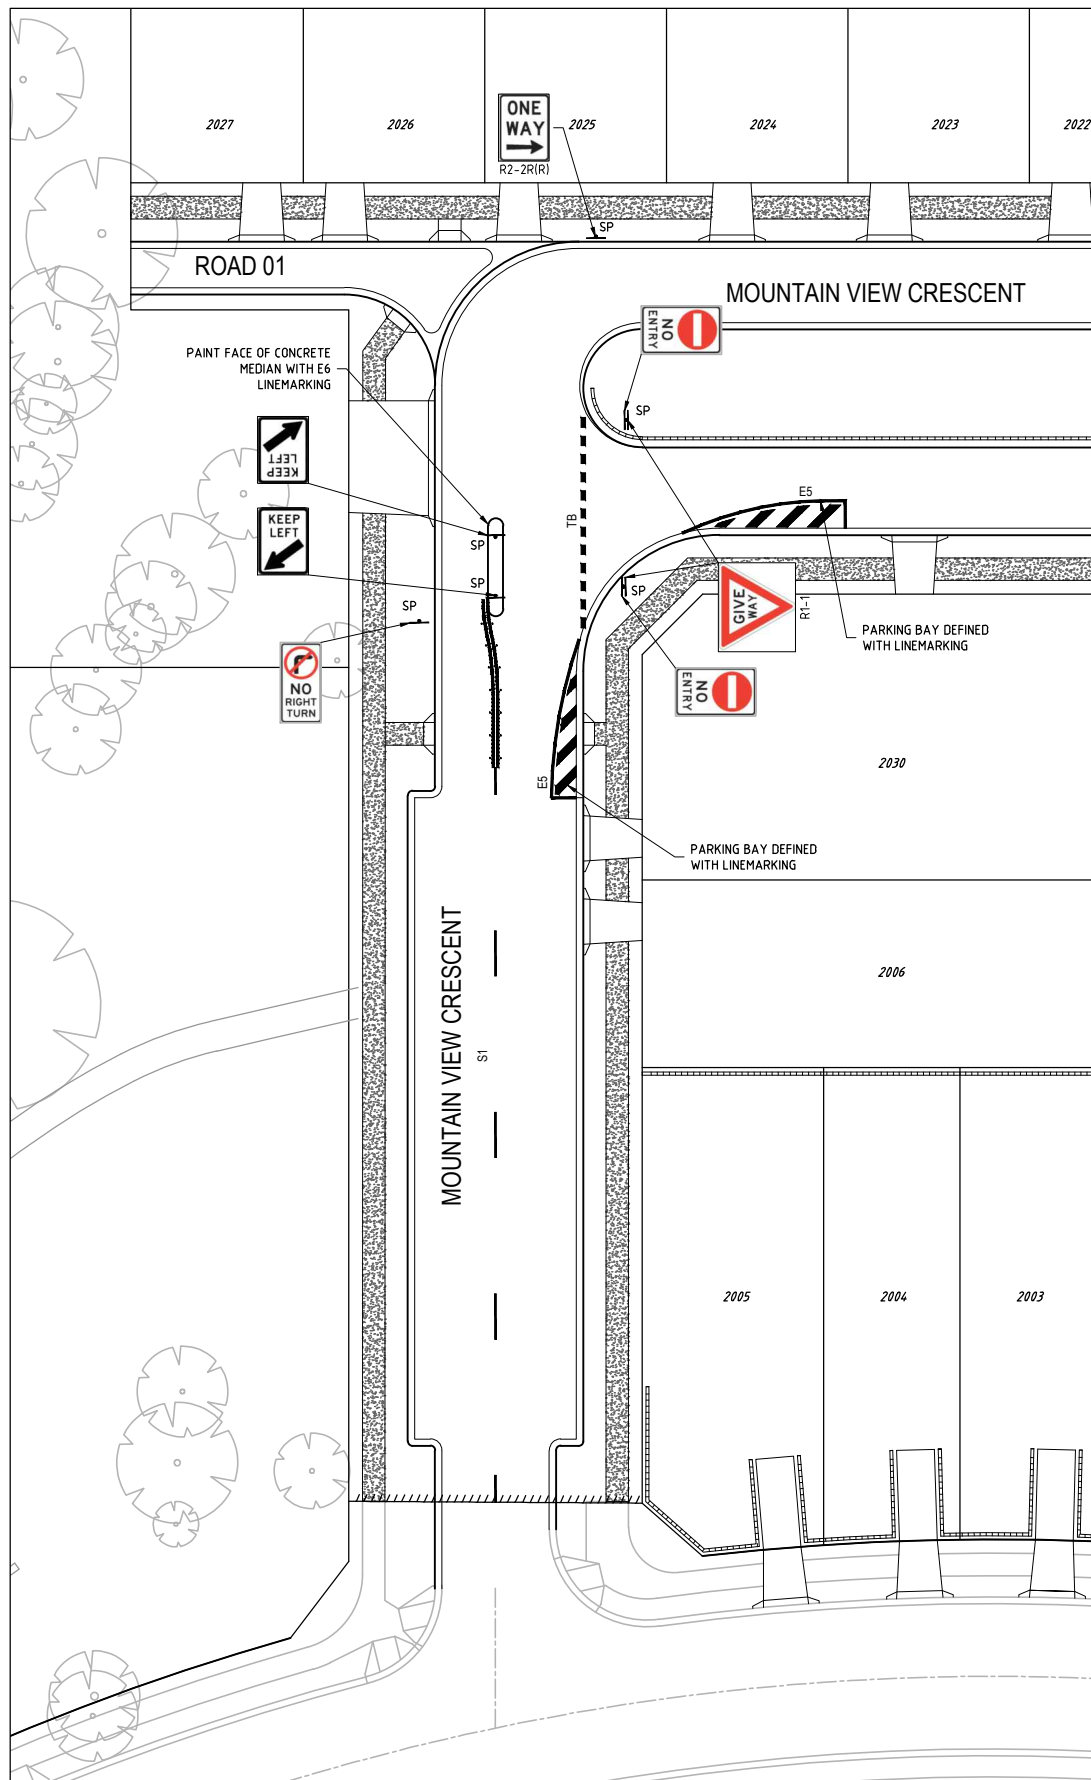 2027
2026
ONE
WAY
R2-2R(R)
2025
2024
2023
2022
SP
ROAD 01
MOUNTAIN VIEW CRESCENT
NO
ENTRY
PAINT FACE OF CONCRETE
MEDIAN WITH E6
LINEMARKING
SP
KEEP
LEFT
KEEP
LEFT
SP
SP
SP
TB
E5
SP
GIVE
WAY
R1-1
PARKING BAY DEFINED
WITH LINEMARKING
NO
RIGHT
TURN
NO
ENTRY
2030
E5
PARKING BAY DEFINED
WITH LINEMARKING
MOUNTAIN VIEW CRESCENT
S1
2006
2005
2004
2003